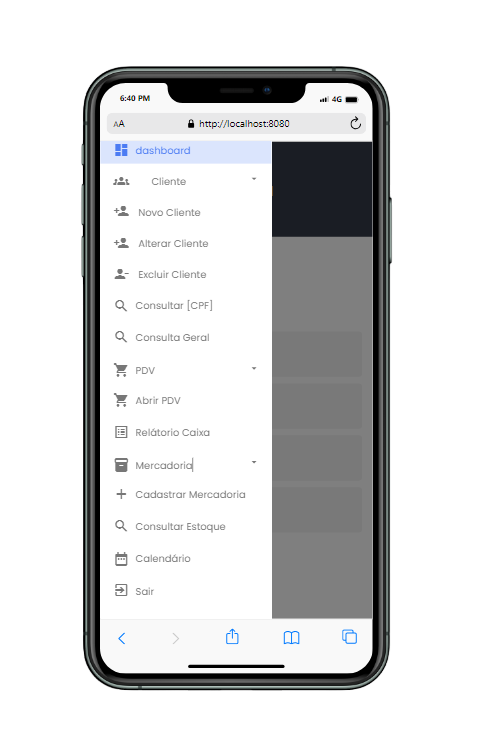 6:40 PM
4G
AA
http://localhost:8080
dashboard
Cliente
Novo Cliente
Alterar Cliente
Excluir Cliente
Consultar [CPF]
Consulta Geral
PDV
Abrir PDV
Relátorio Caixa
Mercadoria
Cadastrar Mercadoria
Consultar Estoque
Calendário
Sair